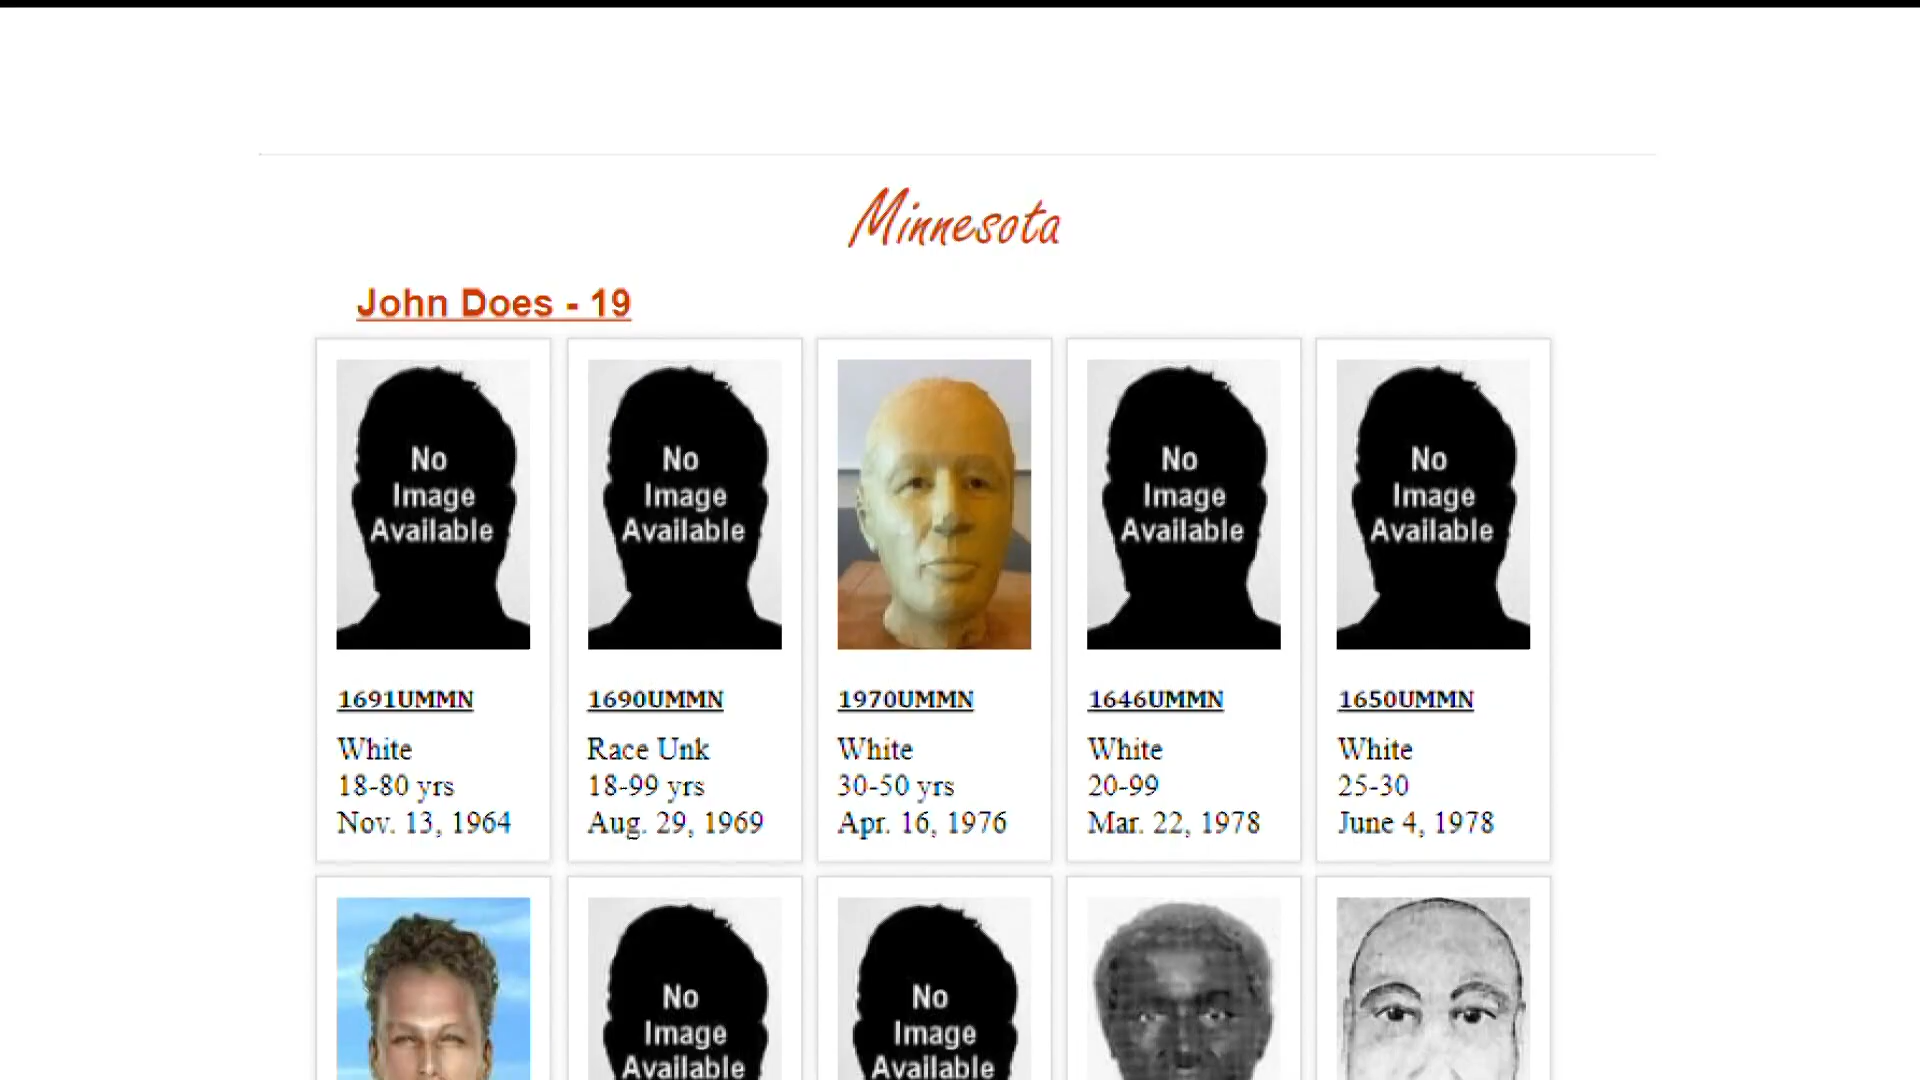 Minnesota
John Does - 19
No
Image
Available
No
Image
Available
No
Image
Available
No
Image
Available
1691UMMN
White
18-80 yrs
Nov. 13, 1964
1690UMMN
Race Unk
18-99 yrs
Aug. 29, 1969
1970UMMN
White
30-50 yrs
Apr. 16, 1976
1646UMMN
White
20-99
Mar. 22, 1978
1650UMMN
White
25-30
June 4, 1978
No
Image
Available
No
Image
Available